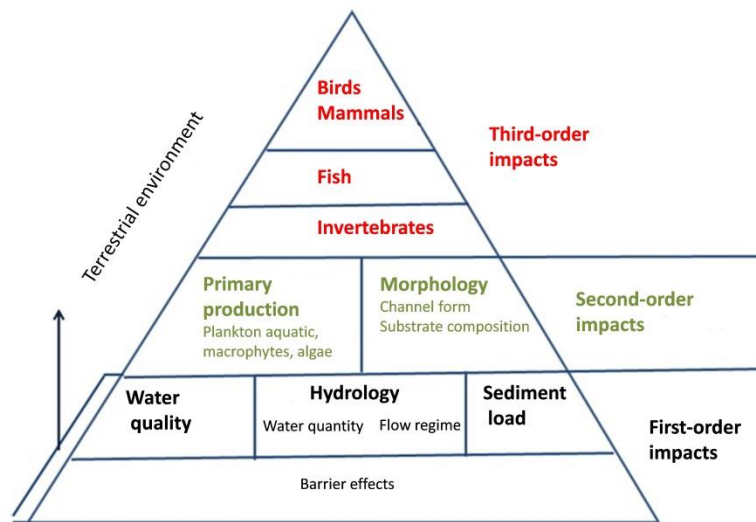 Birds
Mammals
Third-order
impacts
Fish
Invertebrates
Terrestrial environment
Primary
production
Plankton aquatic,
macrophytes, algae
Morphology
Channel form
Substrate composition
Second-order
impacts
Water
quality
Hydrology
Water quantity Flow regime
Sediment
load
First-order
impacts
Barrier effects